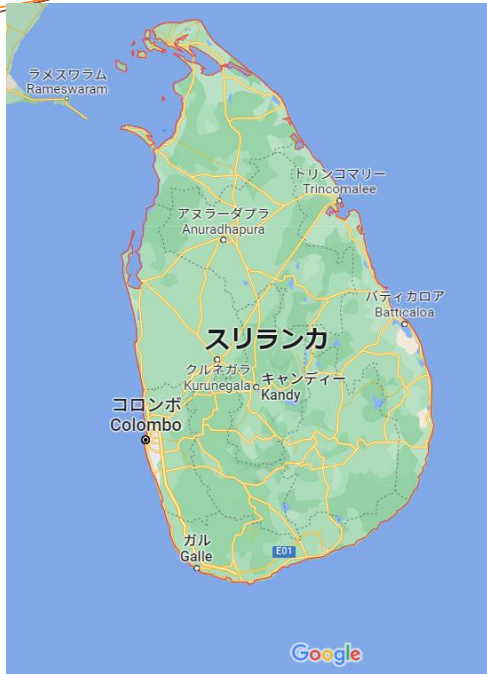 ラメスワラム
Rameswaram
トリンコマリー
Trincomalee
アヌラーダプラ
Anuradhapura
バティカロア
Batticaloa
スリランカ
クルネガラ
Kurunegala
キャンディー
Kandy
コロンボ
Colombo
ガル
Galle
E01
Google